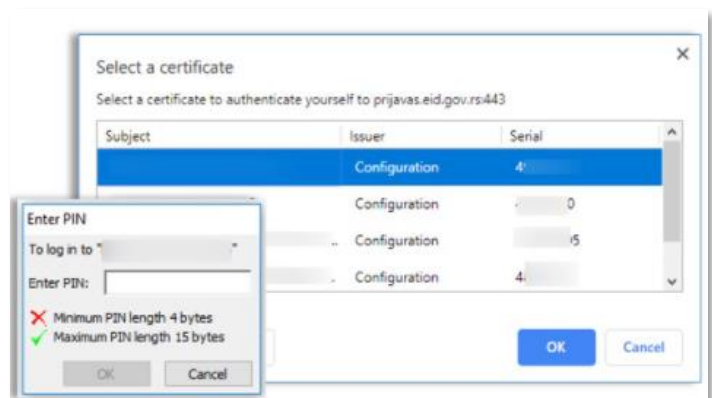 Select a certificate
Select a certificate to authenticate yourself to prijavas.eid.gov.rs:443
Subject Issuer Serial
Configuration
Configuration
Configuration
Configuration
OK Cancel
Enter PIN
To log in to " "
Enter PIN:
Minimum PIN length 4 bytes
Maximum PIN length 15 bytes
OK Cancel